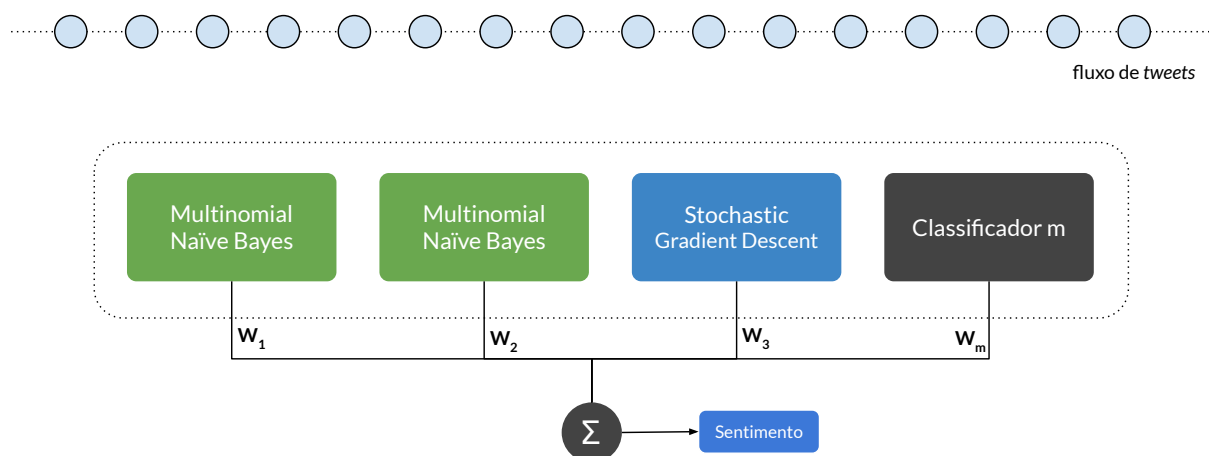 fluxo de tweets
Multinomial
Naïve Bayes
Multinomial
Naïve Bayes
Stochastic
Gradient Descent
Classificador m
W1
W2
W3
Wm
Σ
Sentimento